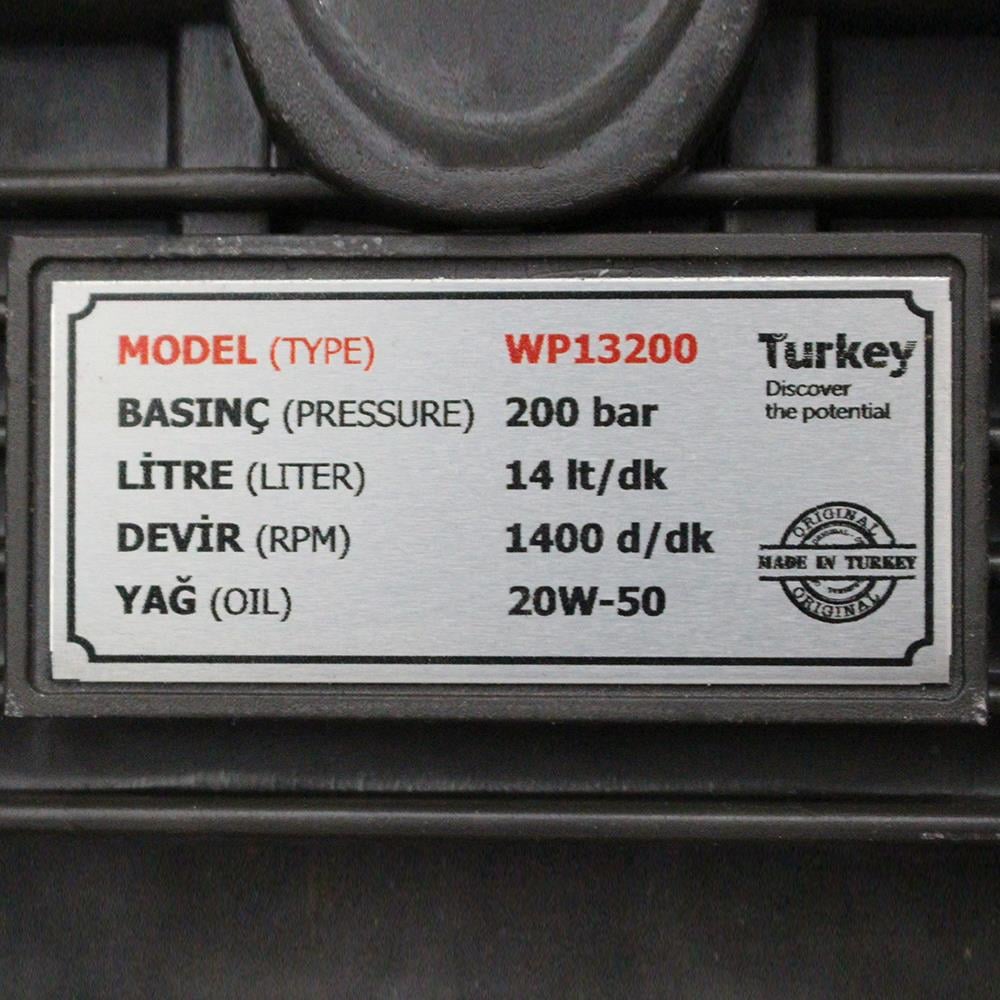 MODEL (TYPE) WP13200
BASINÇ (PRESSURE) 200 bar
LİTRE (LITER) 14 lt/dk
DEVİR (RPM) 1400 d/dk
YAĞ (OIL) 20W-50
Turkey
Discover
the potential
ORIGINAL
MADE IN TURKEY
ORIGINAL